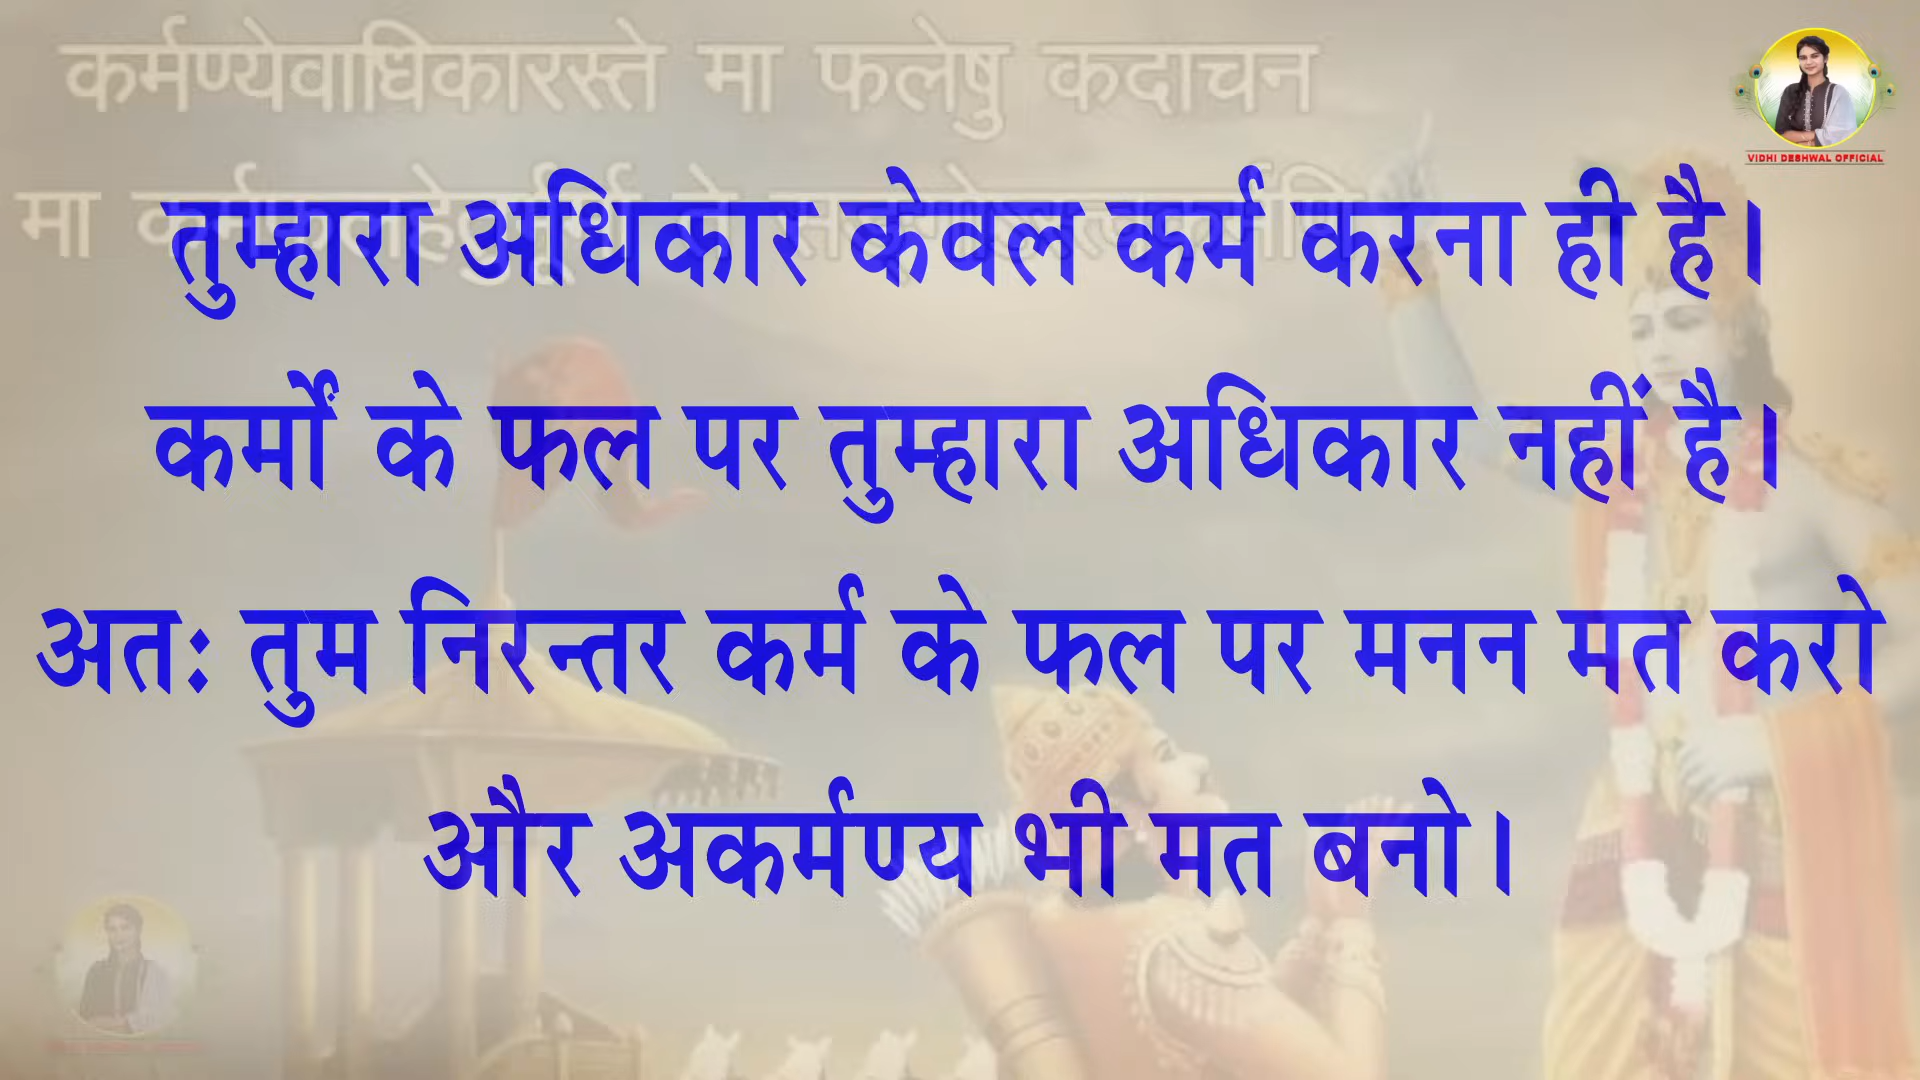 कर्मण्येवाधिकारस्ते मा फलेषु कदाचन
VIDHI DESHWAL OFFICIAL
मा
तुम्हारा अधिकार केवल कर्म करना ही है।
कर्मों के फल पर तुम्हारा अधिकार नहीं है।
अतः तुम निरन्तर कर्म के फल पर मनन मत करो
और अकर्मण्य भी मत बनो।